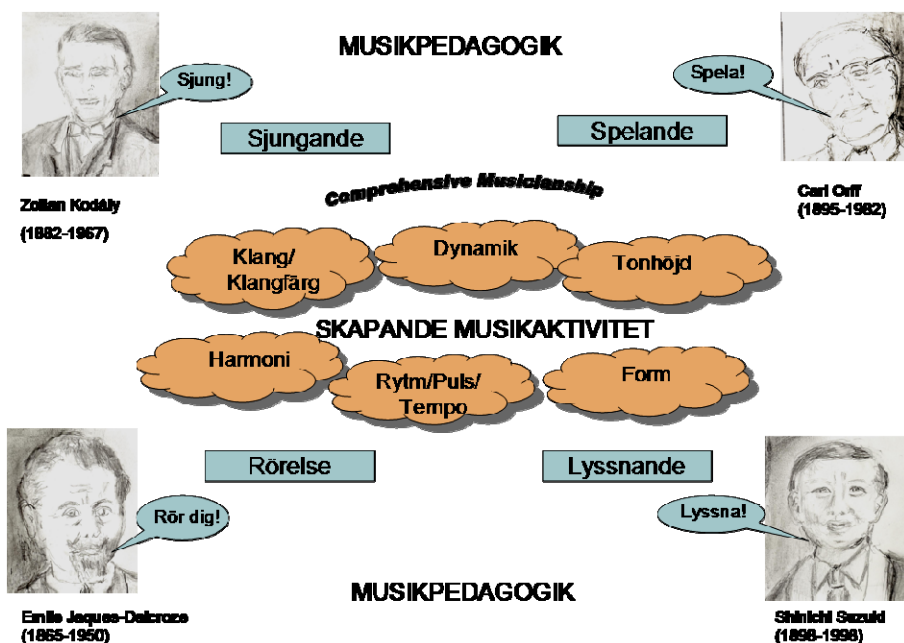 MUSIKPEDAGOGIK
Sjung!
Spela!
Sjungande
Spelande
Comprehensive Musicianship
Zoltan Kodály
(1882-1967)
Carl Orff
(1895-1982)
Klang/
Klangfärg
Dynamik
Tonhöjd
SKAPANDE MUSIKAKTIVITET
Harmoni
Rytm/Puls/
Tempo
Form
Rörelse
Lyssnande
Rör dig!
Lyssna!
MUSIKPEDAGOGIK
Emile Jaques-Dalcroze
(1865-1950)
Shinichi Suzuki
(1898-1998)